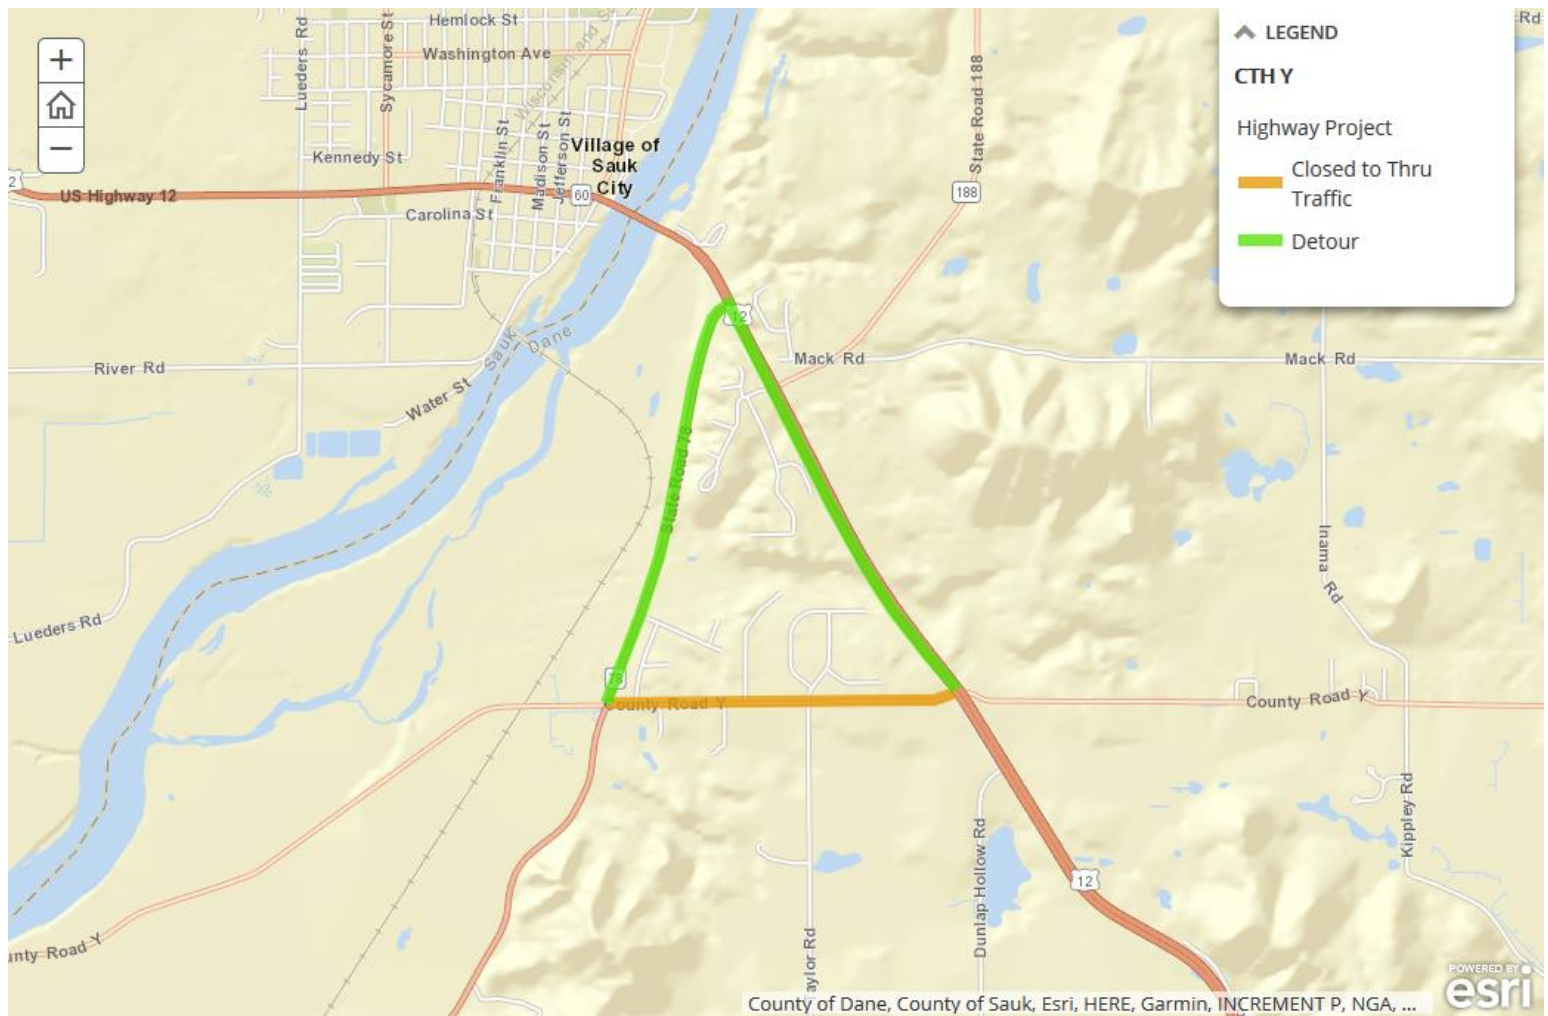 Hemlock St
Washington Ave
Lueders Rd
Sycamore St
Wisconsin and S
State Road 188
Rd
LEGEND
CTH Y
Highway Project
Closed to Thru
Traffic
Detour
+
−
Kennedy St
Franklin St
Madison St
Jefferson St
Village of
Sauk
City
2
US Highway 12
60
188
Carolina St
12
Sauk
Dane
River Rd
Mack Rd
Mack Rd
Water St
State Road 78
Inama Rd
Lueders Rd
78
County Road Y
County Road Y
Kippley Rd
Dunlap Hollow Rd
12
unty Road Y
aylor Rd
POWERED BY
esri
County of Dane, County of Sauk, Esri, HERE, Garmin, INCREMENT P, NGA, ...